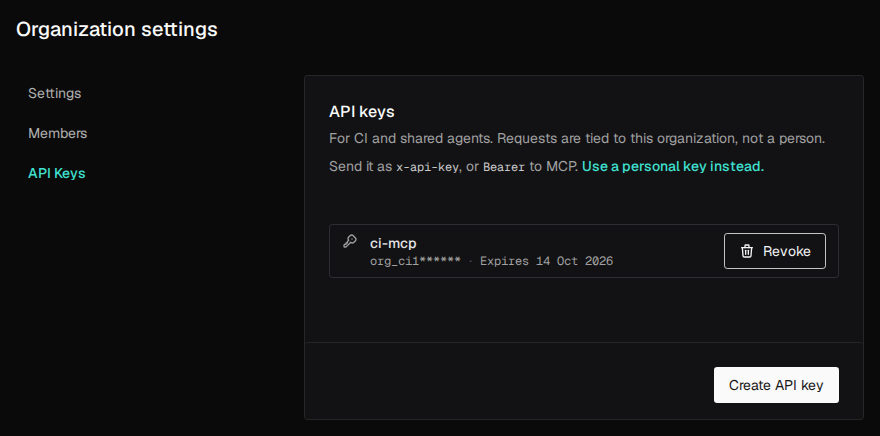 Organization settings
Settings
Members
API Keys
API keys
For CI and shared agents. Requests are tied to this organization, not a person.
Send it as x-api-key, or Bearer to MCP. Use a personal key instead.
ci-mcp
org_ci1****** · Expires 14 Oct 2026
Revoke
Create API key